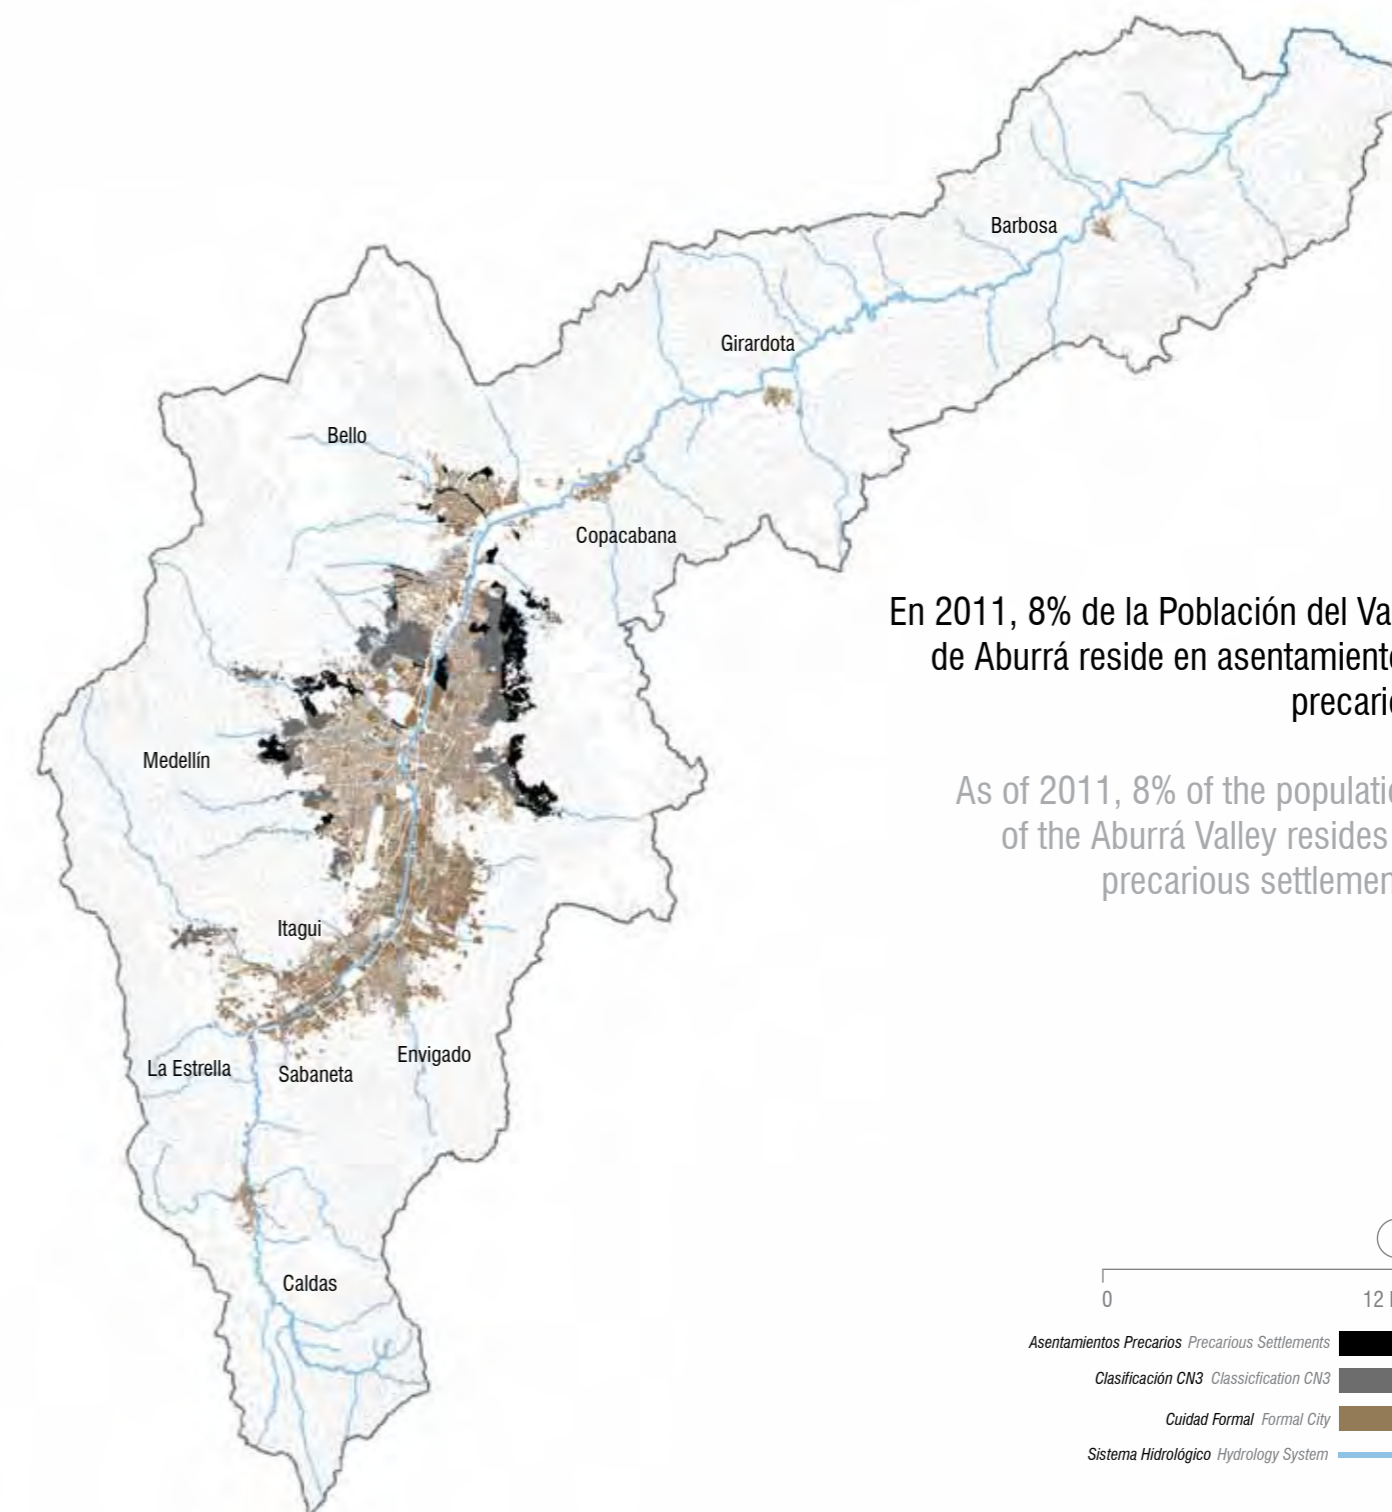 Barbosa
Girardota
Bello
Copacabana
En 2011, 8% de la Población del Va
de Aburrá reside en asentamient
precari
As of 2011, 8% of the populati
of the Aburrá Valley resides
precarious settlemen
Medellín
Itagui
La Estrella
Sabaneta
Envigado
Caldas
0
12
Asentamientos Precarios Precarious Settlements
Clasificación CN3 Classicfication CN3
Cuidad Formal Formal City
Sistema Hidrológico Hydrology System